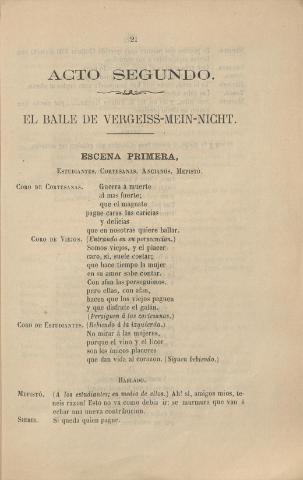 21
ACTO SEGUNDO.
EL BAILE DE VERGEISS-MEIN-NICHT.
ESCENA PRIMERA,
ESTUDIANTES, CORTESANAS, ANCIANOS, MEFISTÓ.
CORO DE CORTESANAS. Guerra á muerte
al mas fuerte;
que el magnate
pague caras las caricias
y delicias
que en nosotras quiere hallar.
CORO DE VIEJOS. (Entrando en su persecucion.)
Somos viejos, y el placer
caro, si, suele costar;
que hace tiempo la mujer
en su amor sabe contar.
Con afan las perseguimos,
pero ellas, con afan,
hacen que los viejos paguen
y que disfrute el galan.
(Persiguen á las cortesanas.)
CORO DE ESTUDIANTES. (Bebiendo á la izquierda.)
No mirar á las mujeres,
porque el vino y el licor
son los únicos placeres
que dan vida al corazon. (Siguen bebiendo.)
HABLADO.
MEFISTÓ. (Á los estudiantes; en medio de ellos.) Ah! si, amigos mios, te-
neis razon! Esto no va como debia ir: se murmura que van á
echar una nueva contribucion.
SIEBEL. Si queda quien pague.